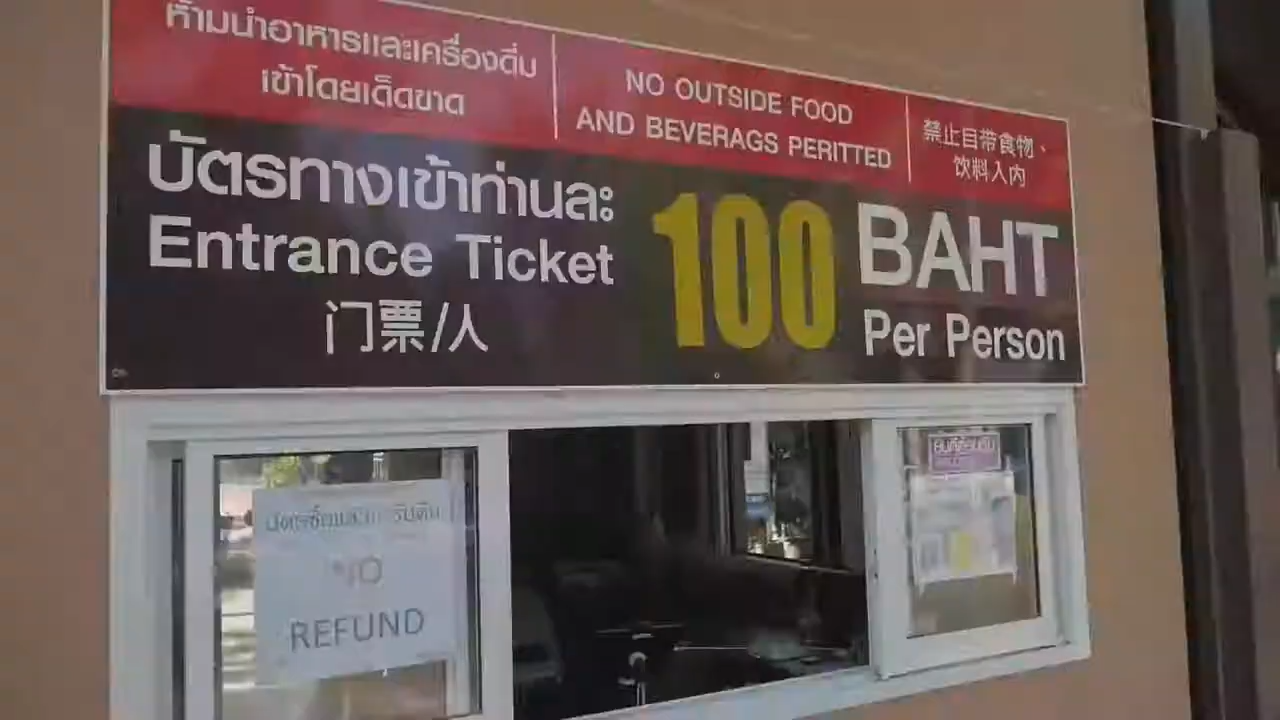 ห้ามนำอาหารและเครื่องดื่ม
เข้าโดยเด็ดขาด
NO OUTSIDE FOOD
AND BEVERAGS PERITTED
禁止自带食物、
饮料入内
บัตรทางเข้าท่านละ
Entrance Ticket
门票/人
100
BAHT
Per Person
NO
REFUND